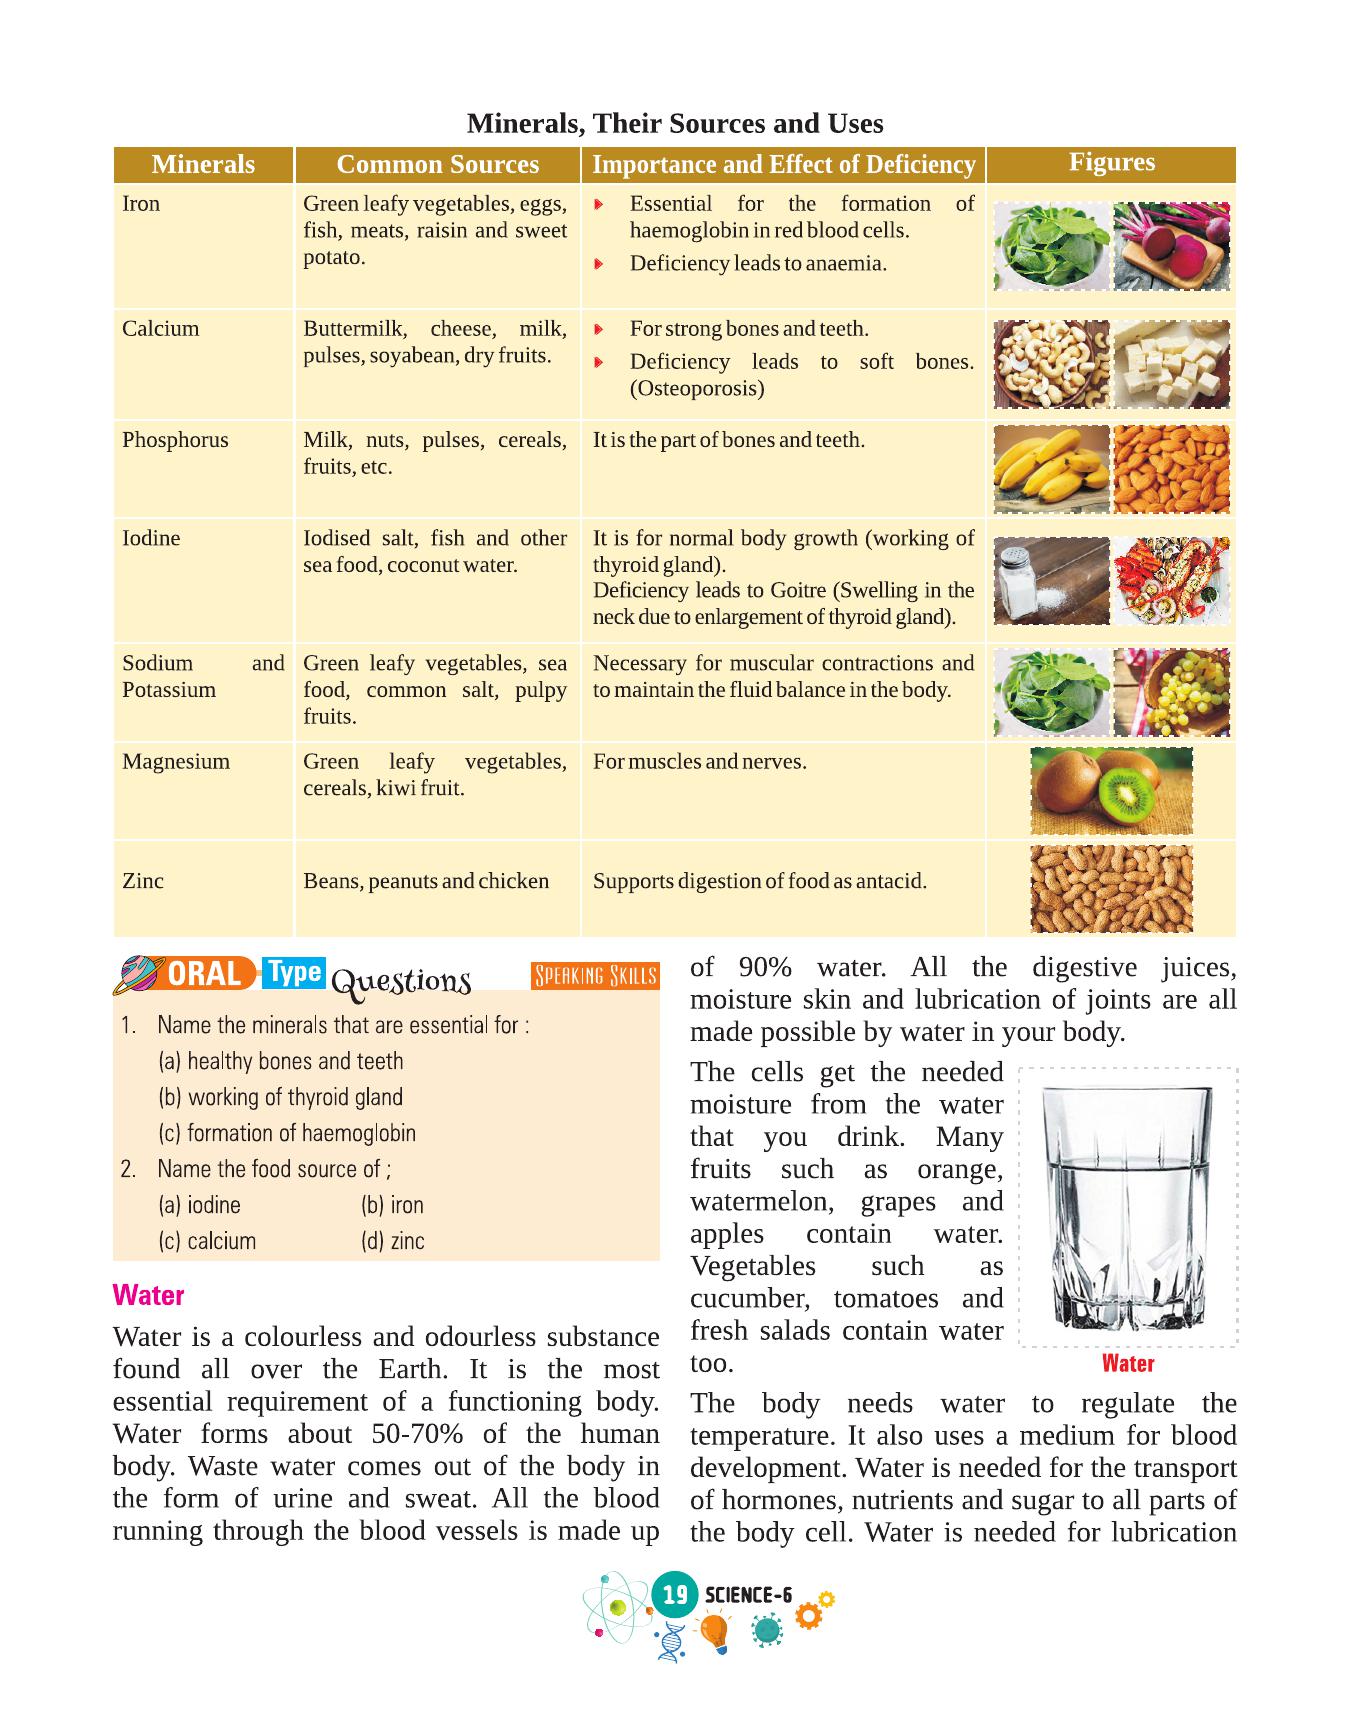 Minerals, Their Sources and Uses
Minerals
Common Sources
Importance and Effect of Deficiency
Figures
Iron
Green leafy vegetables, eggs,
fish, meats, raisin and sweet
potato.
Essential for the formation of
haemoglobin in red blood cells.
Deficiency leads to anaemia.
Calcium
Buttermilk, cheese, milk,
pulses, soyabean, dry fruits.
For strong bones and teeth.
Deficiency leads to soft bones.
(Osteoporosis)
Phosphorus
Milk, nuts, pulses, cereals,
fruits, etc.
It is the part of bones and teeth.
Iodine
Iodised salt, fish and other
sea food, coconut water.
It is for normal body growth (working of
thyroid gland).
Deficiency leads to Goitre (Swelling in the
neck due to enlargement of thyroid gland).
Sodium and
Potassium
Green leafy vegetables, sea
food, common salt, pulpy
fruits.
Necessary for muscular contractions and
to maintain the fluid balance in the body.
Magnesium
Green leafy vegetables,
cereals, kiwi fruit.
For muscles and nerves.
Zinc
Beans, peanuts and chicken
Supports digestion of food as antacid.
ORAL Type Questions
SPEAKING SKILLS
1. Name the minerals that are essential for :
(a) healthy bones and teeth
(b) working of thyroid gland
(c) formation of haemoglobin
2. Name the food source of ;
(a) iodine (b) iron
(c) calcium (d) zinc
Water
Water is a colourless and odourless substance
found all over the Earth. It is the most
essential requirement of a functioning body.
Water forms about 50-70% of the human
body. Waste water comes out of the body in
the form of urine and sweat. All the blood
running through the blood vessels is made up
of 90% water. All the digestive juices,
moisture skin and lubrication of joints are all
made possible by water in your body.
The cells get the needed
moisture from the water
that you drink. Many
fruits such as orange,
watermelon, grapes and
apples contain water.
Vegetables such as
cucumber, tomatoes and
fresh salads contain water
too.
Water
The body needs water to regulate the
temperature. It also uses a medium for blood
development. Water is needed for the transport
of hormones, nutrients and sugar to all parts of
the body cell. Water is needed for lubrication
19 SCIENCE-6